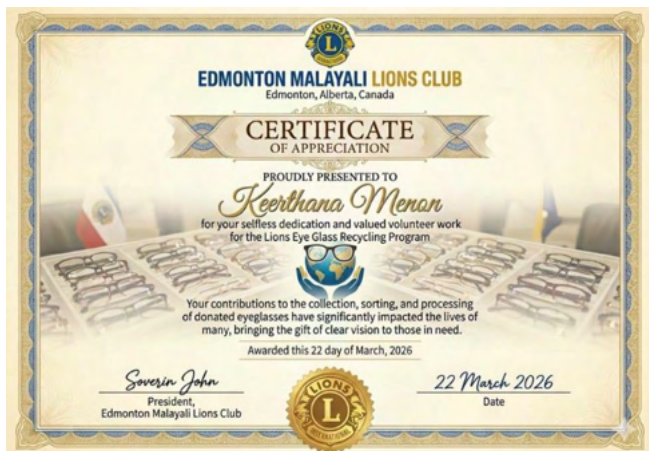 LIONS
L
EDMONTON MALAYALI LIONS CLUB
Edmonton, Alberta, Canada
CERTIFICATE
OF APPRECIATION
PROUDLY PRESENTED TO
Keerthana Menon
for your selfless dedication and valued volunteer work
for the Lions Eye Glass Recycling Program
Your contributions to the collection, sorting, and processing
of donated eyeglasses have significantly impacted the lives of
many, bringing the gift of clear vision to those in need.
Awarded this 22 day of March, 2026
Soverin John
President,
Edmonton Malayali Lions Club
LIONS
L
INTERNATIONAL
22 March 2026
Date